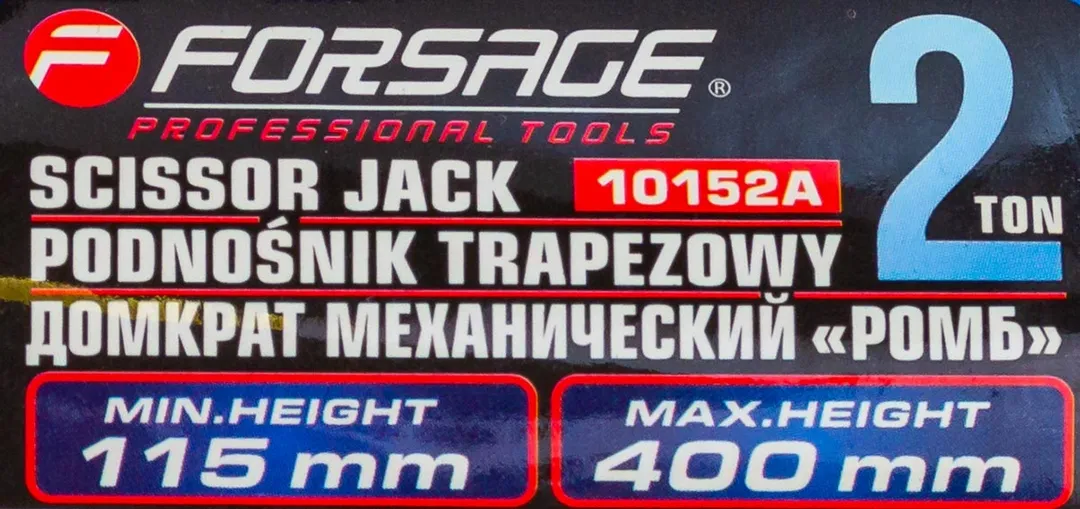 F FORSAGE®
PROFESSIONAL TOOLS
2 TON
SCISSOR JACK 10152A
PODNOŚNIK TRAPEZOWY
ДОМКРАТ МЕХАНИЧЕСКИЙ «РОМБ»
MIN.HEIGHT
115 mm
MAX.HEIGHT
400 mm